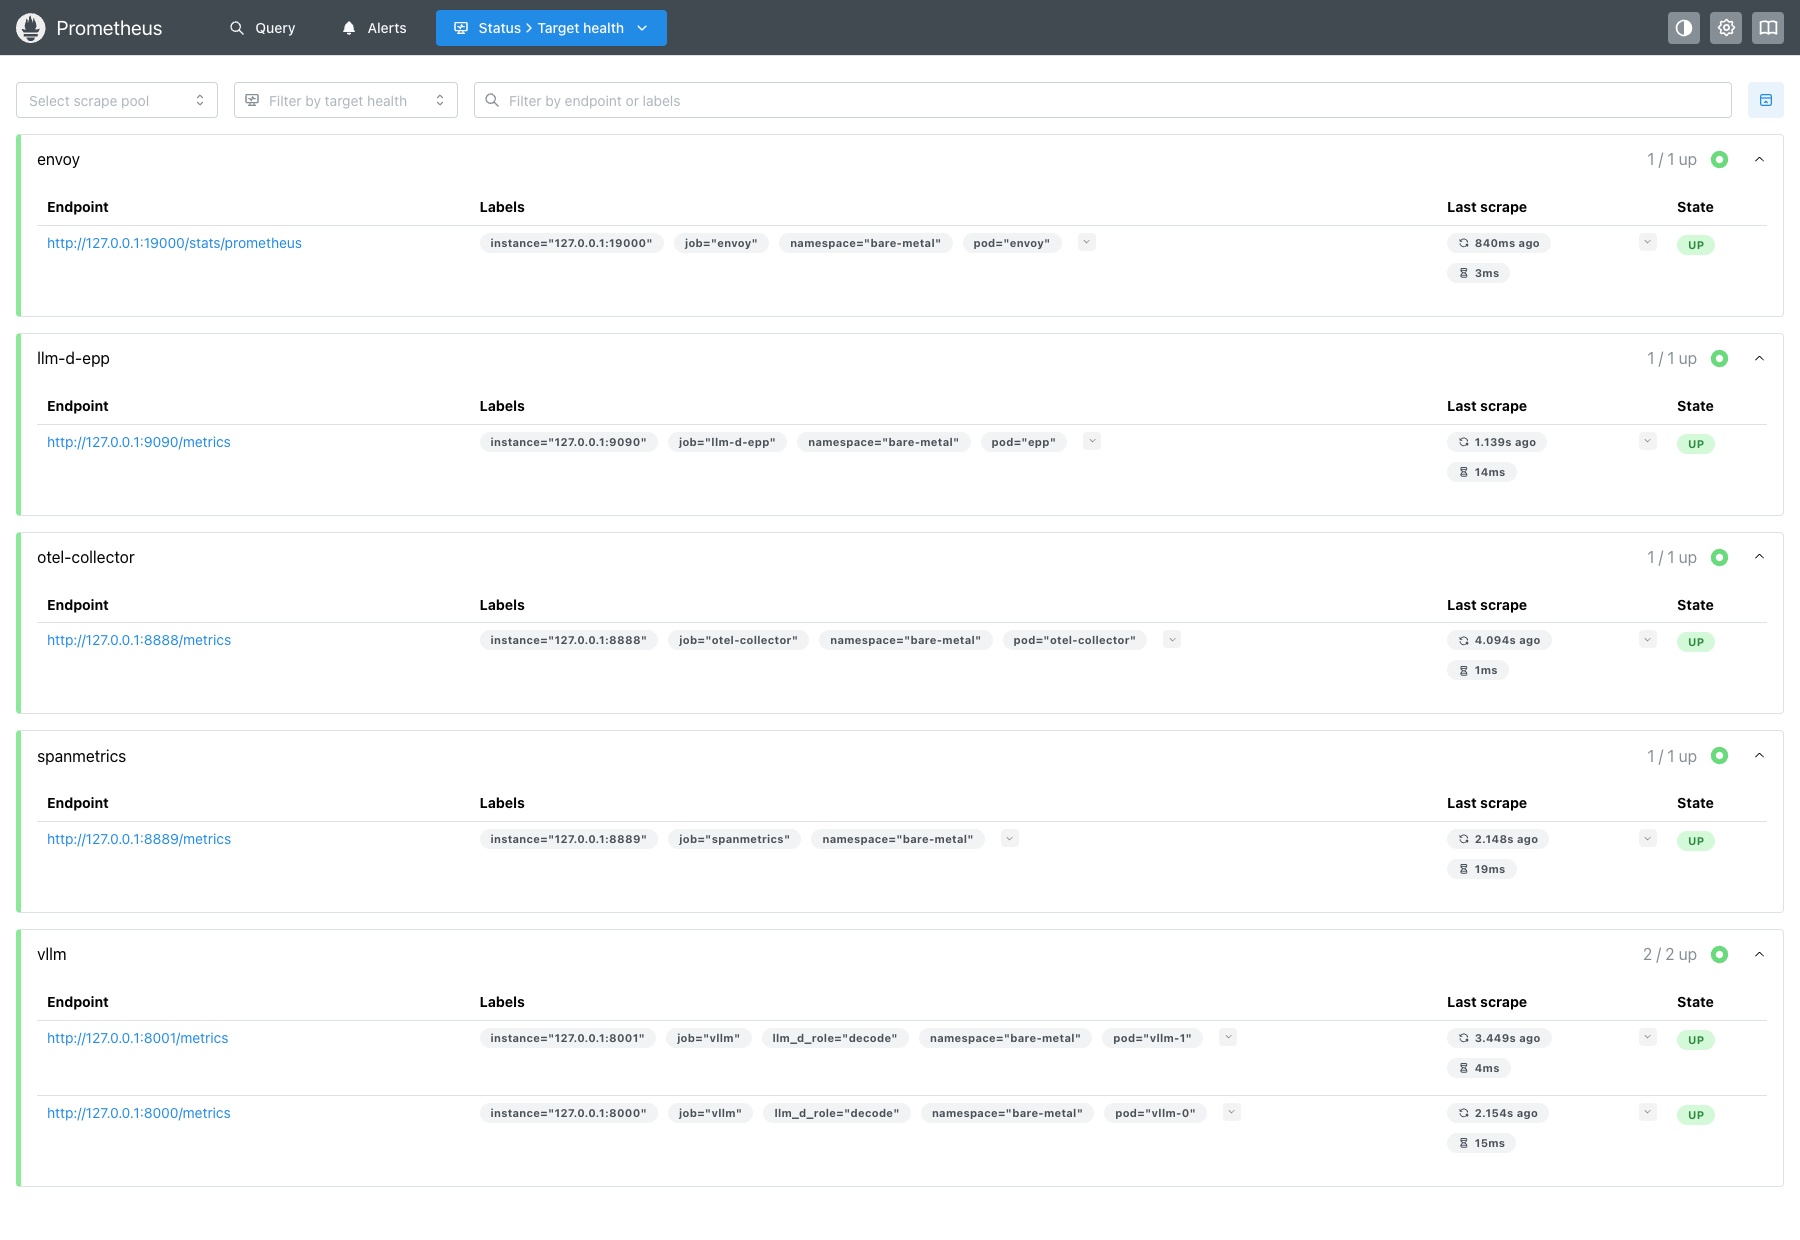 Prometheus Query Alerts Status > Target health
Select scrape pool Filter by target health Filter by endpoint or labels
envoy 1 / 1 up
Endpoint Labels Last scrape State
http://127.0.0.1:19000/stats/prometheus instance="127.0.0.1:19000" job="envoy" namespace="bare-metal" pod="envoy" 840ms ago UP
3ms
llm-d-epp 1 / 1 up
Endpoint Labels Last scrape State
http://127.0.0.1:9090/metrics instance="127.0.0.1:9090" job="llm-d-epp" namespace="bare-metal" pod="epp" 1.139s ago UP
14ms
otel-collector 1 / 1 up
Endpoint Labels Last scrape State
http://127.0.0.1:8888/metrics instance="127.0.0.1:8888" job="otel-collector" namespace="bare-metal" pod="otel-collector" 4.094s ago UP
1ms
spanmetrics 1 / 1 up
Endpoint Labels Last scrape State
http://127.0.0.1:8889/metrics instance="127.0.0.1:8889" job="spanmetrics" namespace="bare-metal" 2.148s ago UP
19ms
vllm 2 / 2 up
Endpoint Labels Last scrape State
http://127.0.0.1:8001/metrics instance="127.0.0.1:8001" job="vllm" llm_d_role="decode" namespace="bare-metal" pod="vllm-1" 3.449s ago UP
4ms
http://127.0.0.1:8000/metrics instance="127.0.0.1:8000" job="vllm" llm_d_role="decode" namespace="bare-metal" pod="vllm-0" 2.154s ago UP
15ms